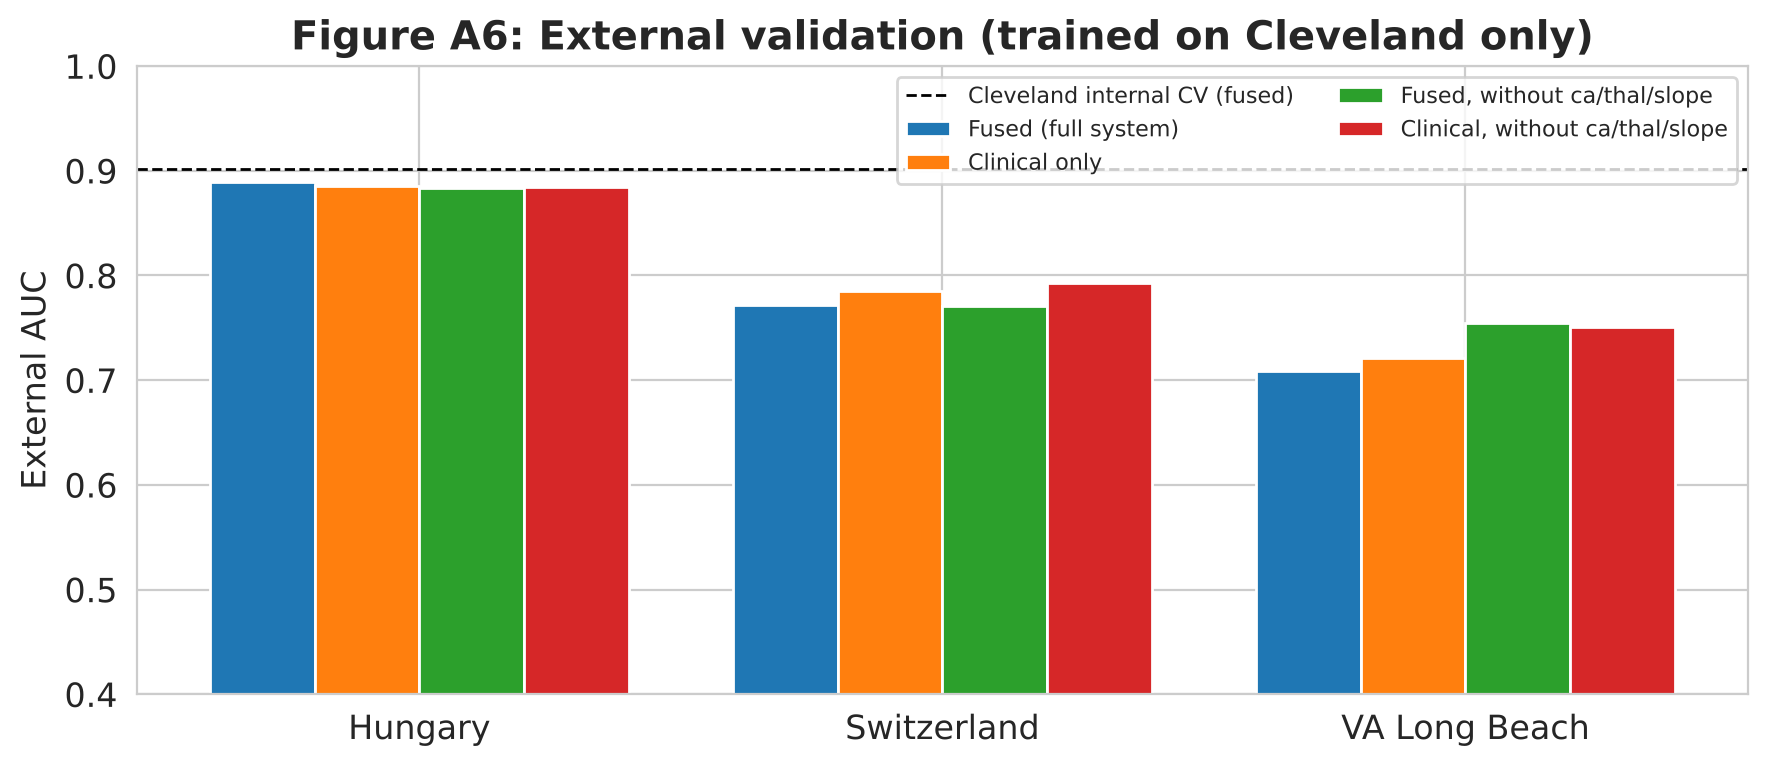 Figure A6: External validation (trained on Cleveland only)
External AUC
1.0
0.9
0.8
0.7
0.6
0.5
0.4
Cleveland internal CV (fused)
Fused (full system)
Clinical only
Fused, without ca/thal/slope
Clinical, without ca/thal/slope
Hungary
Switzerland
VA Long Beach